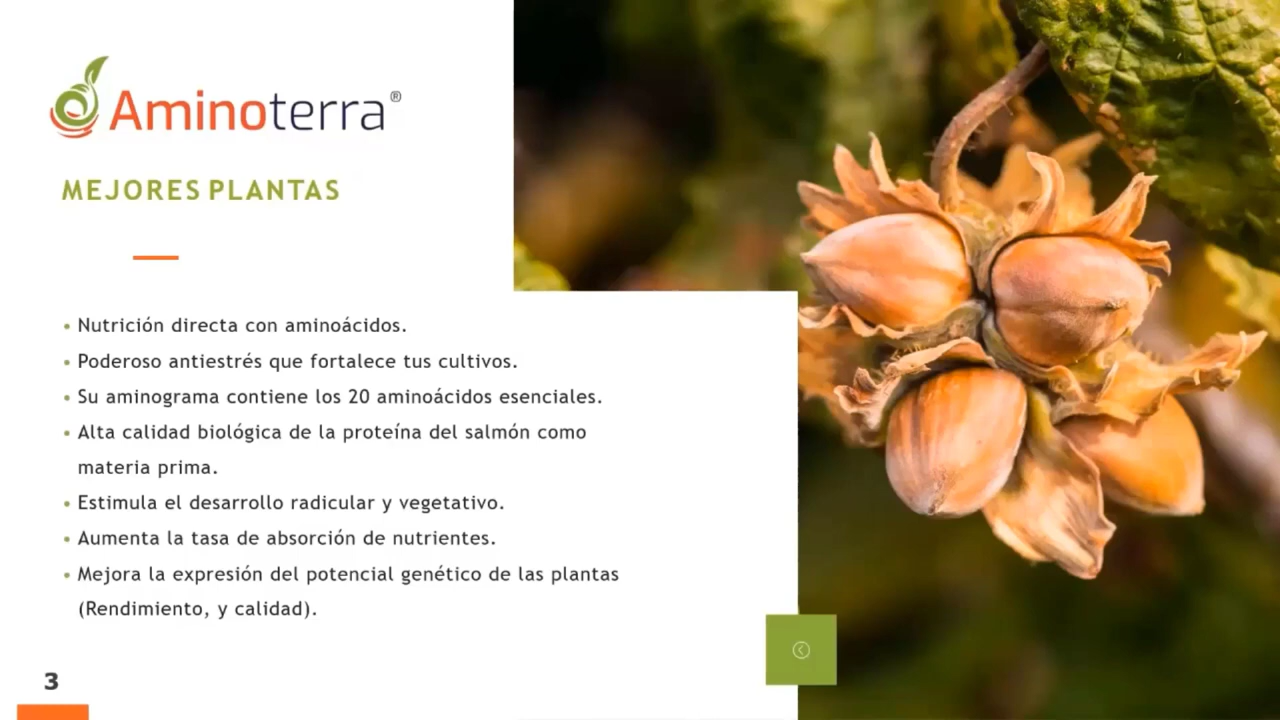 Aminoterra®
MEJORES PLANTAS
• Nutrición directa con aminoácidos.
• Poderoso antiestrés que fortalece tus cultivos.
• Su aminograma contiene los 20 aminoácidos esenciales.
• Alta calidad biológica de la proteína del salmón como
materia prima.
• Estimula el desarrollo radicular y vegetativo.
• Aumenta la tasa de absorción de nutrientes.
• Mejora la expresión del potencial genético de las plantas
(Rendimiento, y calidad).
3